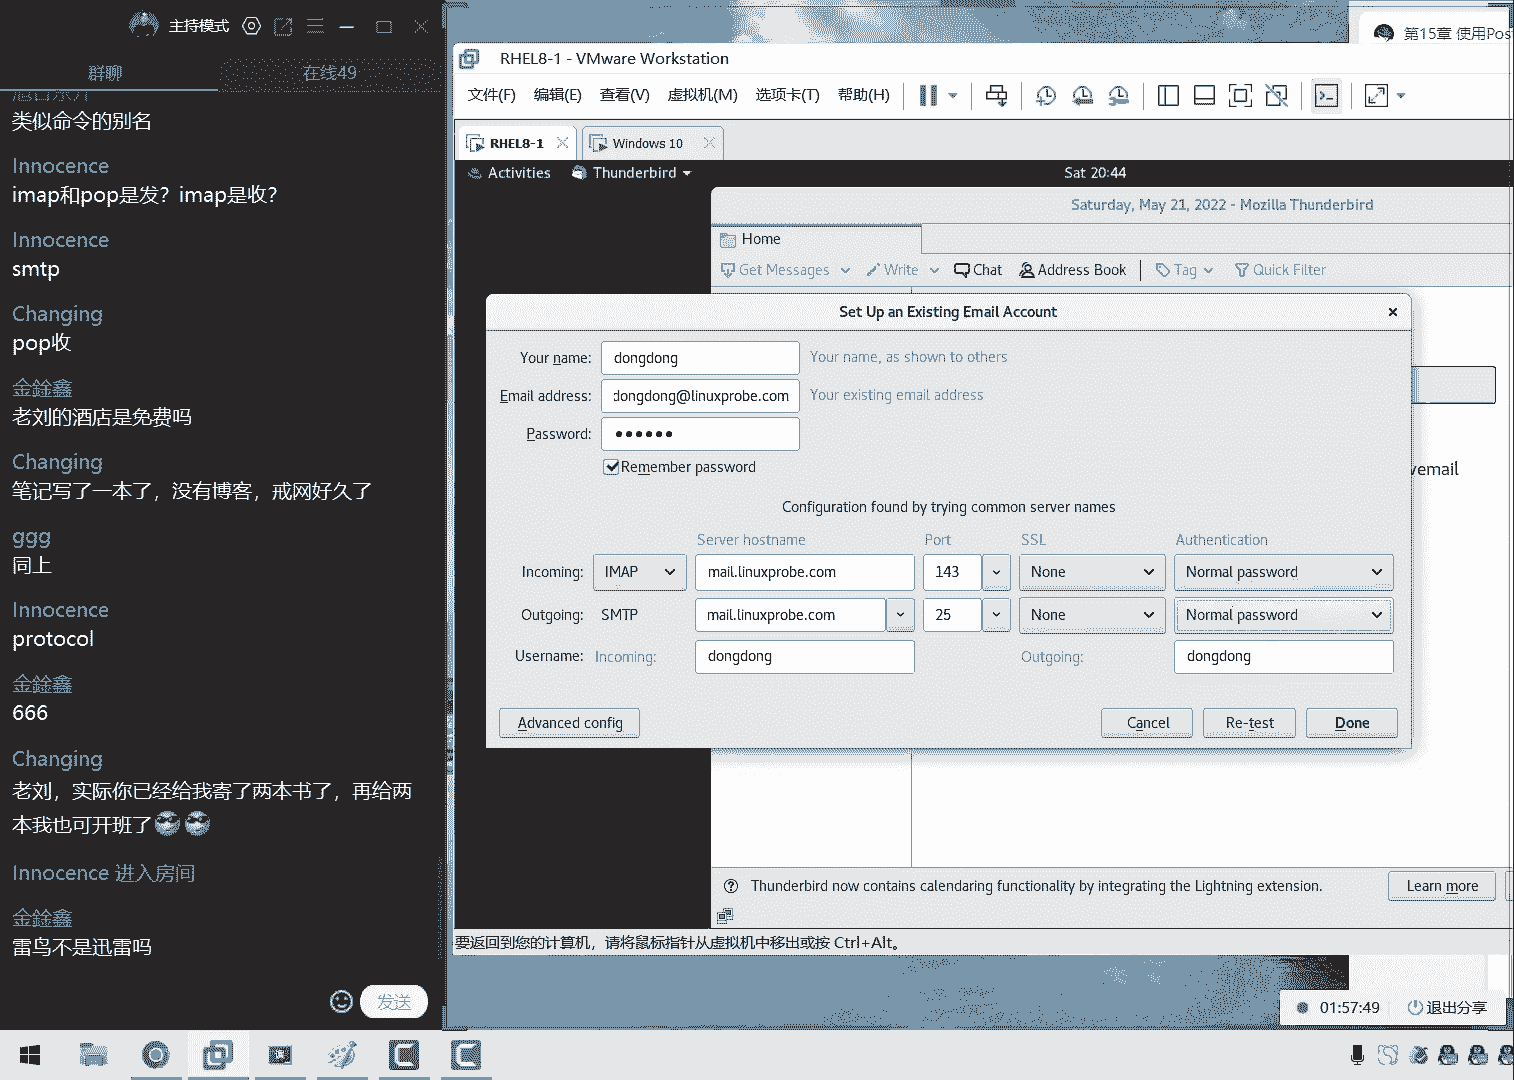 主持模式
群聊
在线49
类似命令的别名
Innocence
imap和pop是发？imap是收？
Innocence
smtp
Changing
pop收
金鍂鑫
老刘的酒店是免费吗
Changing
笔记写了一本了，没有博客，戒网好久了
ggg
同上
Innocence
protocol
金鍂鑫
666
Changing
老刘，实际你已经给我寄了两本书了，再给两
本我也可开班了
Innocence 进入房间
金鍂鑫
雷鸟不是迅雷吗
发送
第15章 使用Pos
RHEL8-1 - VMware Workstation
文件(F) 编辑(E) 查看(V) 虚拟机(M) 选项卡(T) 帮助(H)
RHEL8-1
Windows 10
Activities Thunderbird Sat 20:44
Saturday, May 21, 2022 - Mozilla Thunderbird
Home
Get Messages Write Chat Address Book Tag Quick Filter
Set Up an Existing Email Account
Your name: dongdong Your name, as shown to others
Email address: dongdong@linuxprobe.com Your existing email address
Password: ●●●●●●
Remember password
vemail
Configuration found by trying common server names
Server hostname Port SSL Authentication
Incoming: IMAP mail.linuxprobe.com 143 None Normal password
Outgoing: SMTP mail.linuxprobe.com 25 None Normal password
Username: Incoming: dongdong Outgoing: dongdong
Advanced config Cancel Re-test Done
Thunderbird now contains calendaring functionality by integrating the Lightning extension. Learn more
要返回到您的计算机，请将鼠标指针从虚拟机中移出或按 Ctrl+Alt。
01:57:49 退出分享